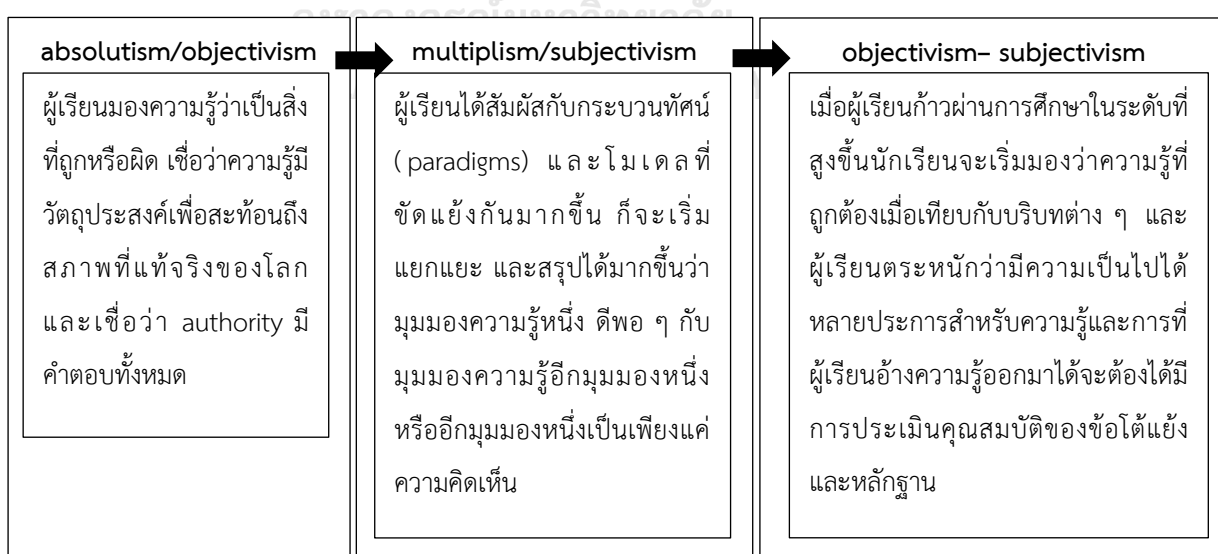 absolutism/objectivism
ผู้เรียนมองความรู้ว่าเป็นสิ่ง
ที่ถูกหรือผิด เชื่อว่าความรู้มี
วัตถุประสงค์เพื่อสะท้อนถึง
สภาพที่แท้จริงของโลก
และเชื่อว่า authority มี
คำตอบทั้งหมด
multiplism/subjectivism
ผู้เรียนได้สัมผัสกับกระบวนทัศน์
( paradigms) และโมเดลที่
ขัดแย้งกันมากขึ้น ก็จะเริ่ม
แยกแยะ และสรุปได้มากขึ้นว่า
มุมมองความรู้หนึ่ง ดีพอ ๆ กับ
มุมมองความรู้อีกมุมมองหนึ่ง
หรืออีกมุมมองหนึ่งเป็นเพียงแค่
ความคิดเห็น
objectivism– subjectivism
เมื่อผู้เรียนก้าวผ่านการศึกษาในระดับที่
สูงขึ้นนักเรียนจะเริ่มมองว่าความรู้ที่
ถูกต้องเมื่อเทียบกับบริบทต่าง ๆ และ
ผู้เรียนตระหนักว่ามีความเป็นไปได้
หลายประการสำหรับความรู้และการที่
ผู้เรียนอ้างความรู้ออกมาได้จะต้องได้มี
การประเมินคุณสมบัติของข้อโต้แย้ง
และหลักฐาน